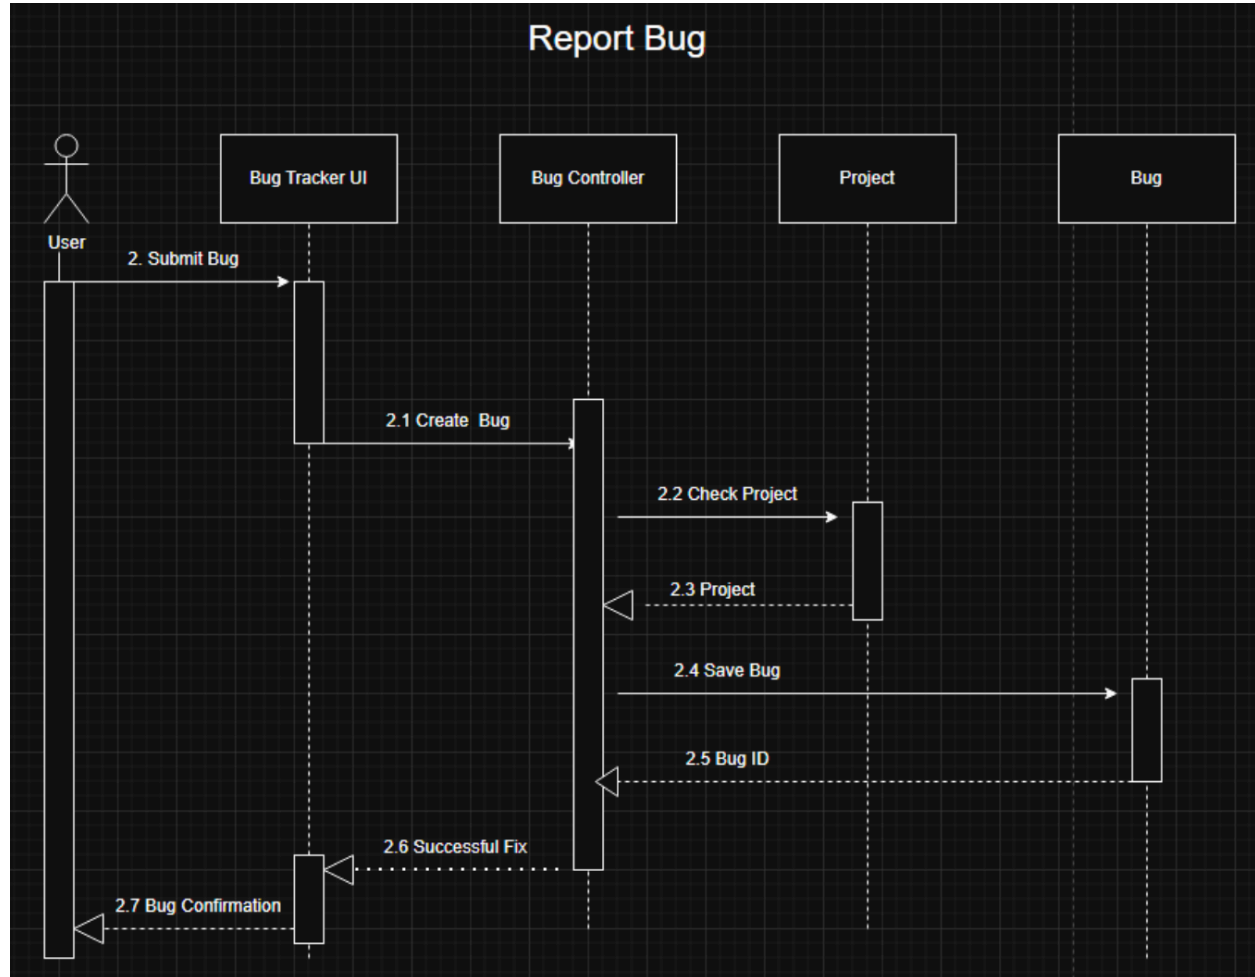 Report Bug
Bug Tracker UI
Bug Controller
Project
Bug
User
2. Submit Bug
2.1 Create  Bug
2.2 Check Project
2.3 Project
2.4 Save Bug
2.5 Bug ID
2.6 Successful Fix
2.7 Bug Confirmation